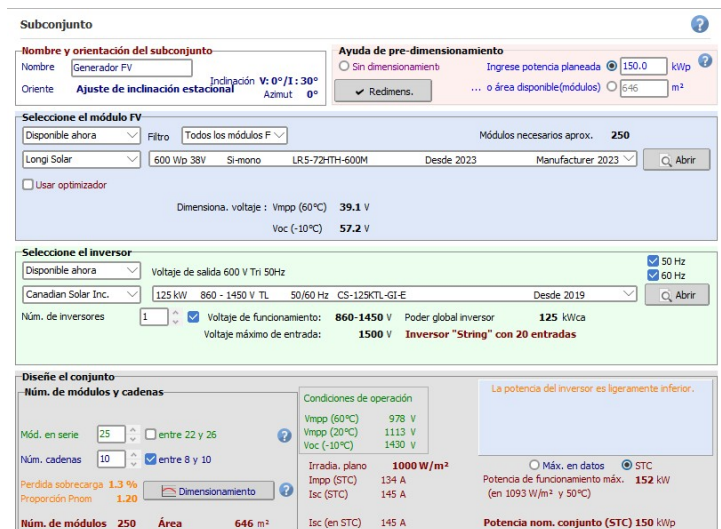 Subconjunto
?
Nombre y orientación del subconjunto
Nombre Generador FV
Oriente Ajuste de inclinación estacional Inclinación V: 0°/I : 30°
Azimut 0°
Ayuda de pre-dimensionamiento
Sin dimensionamient Ingrese potencia planeada 150.0 kWp ?
✔ Redimens. ... o área disponible(módulos) 646 m²
Seleccione el módulo FV
Disponible ahora Filtro Todos los módulos F Módulos necesarios aprox. 250
Longi Solar 600 Wp 38V Si-mono LR5-72HTH-600M Desde 2023 Manufacturer 2023 Abrir
Usar optimizador
Dimensiona. voltaje : Vmpp (60°C) 39.1 V
Voc (-10°C) 57.2 V
Seleccione el inversor
Disponible ahora Voltaje de salida 600 V Tri 50Hz 50 Hz
60 Hz
Canadian Solar Inc. 125 kW 860 - 1450 V TL 50/60 Hz CS-125KTL-GI-E Desde 2019 Abrir
Núm. de inversores 1 Voltaje de funcionamiento: 860-1450 V Poder global inversor 125 kWca
Voltaje máximo de entrada: 1500 V Inversor "String" con 20 entradas
Diseñe el conjunto
Núm. de módulos y cadenas
Mód. en serie 25 entre 22 y 26 ?
Núm. cadenas 10 entre 8 y 10
Perdida sobrecarga 1.3 %
Proporción Pnom 1.20 Dimensionamiento ?
Núm. de módulos 250 Área 646 m²
Condiciones de operación
Vmpp (60°C) 978 V
Vmpp (20°C) 1113 V
Voc (-10°C) 1430 V
Irradia. plano 1000 W/m²
Impp (STC) 134 A
Isc (STC) 145 A
Isc (en STC) 145 A
La potencia del inversor es ligeramente inferior.
Máx. en datos STC
Potencia de funcionamiento máx. 152 kW
(en 1093 W/m² y 50°C)
Potencia nom. conjunto (STC) 150 kWp